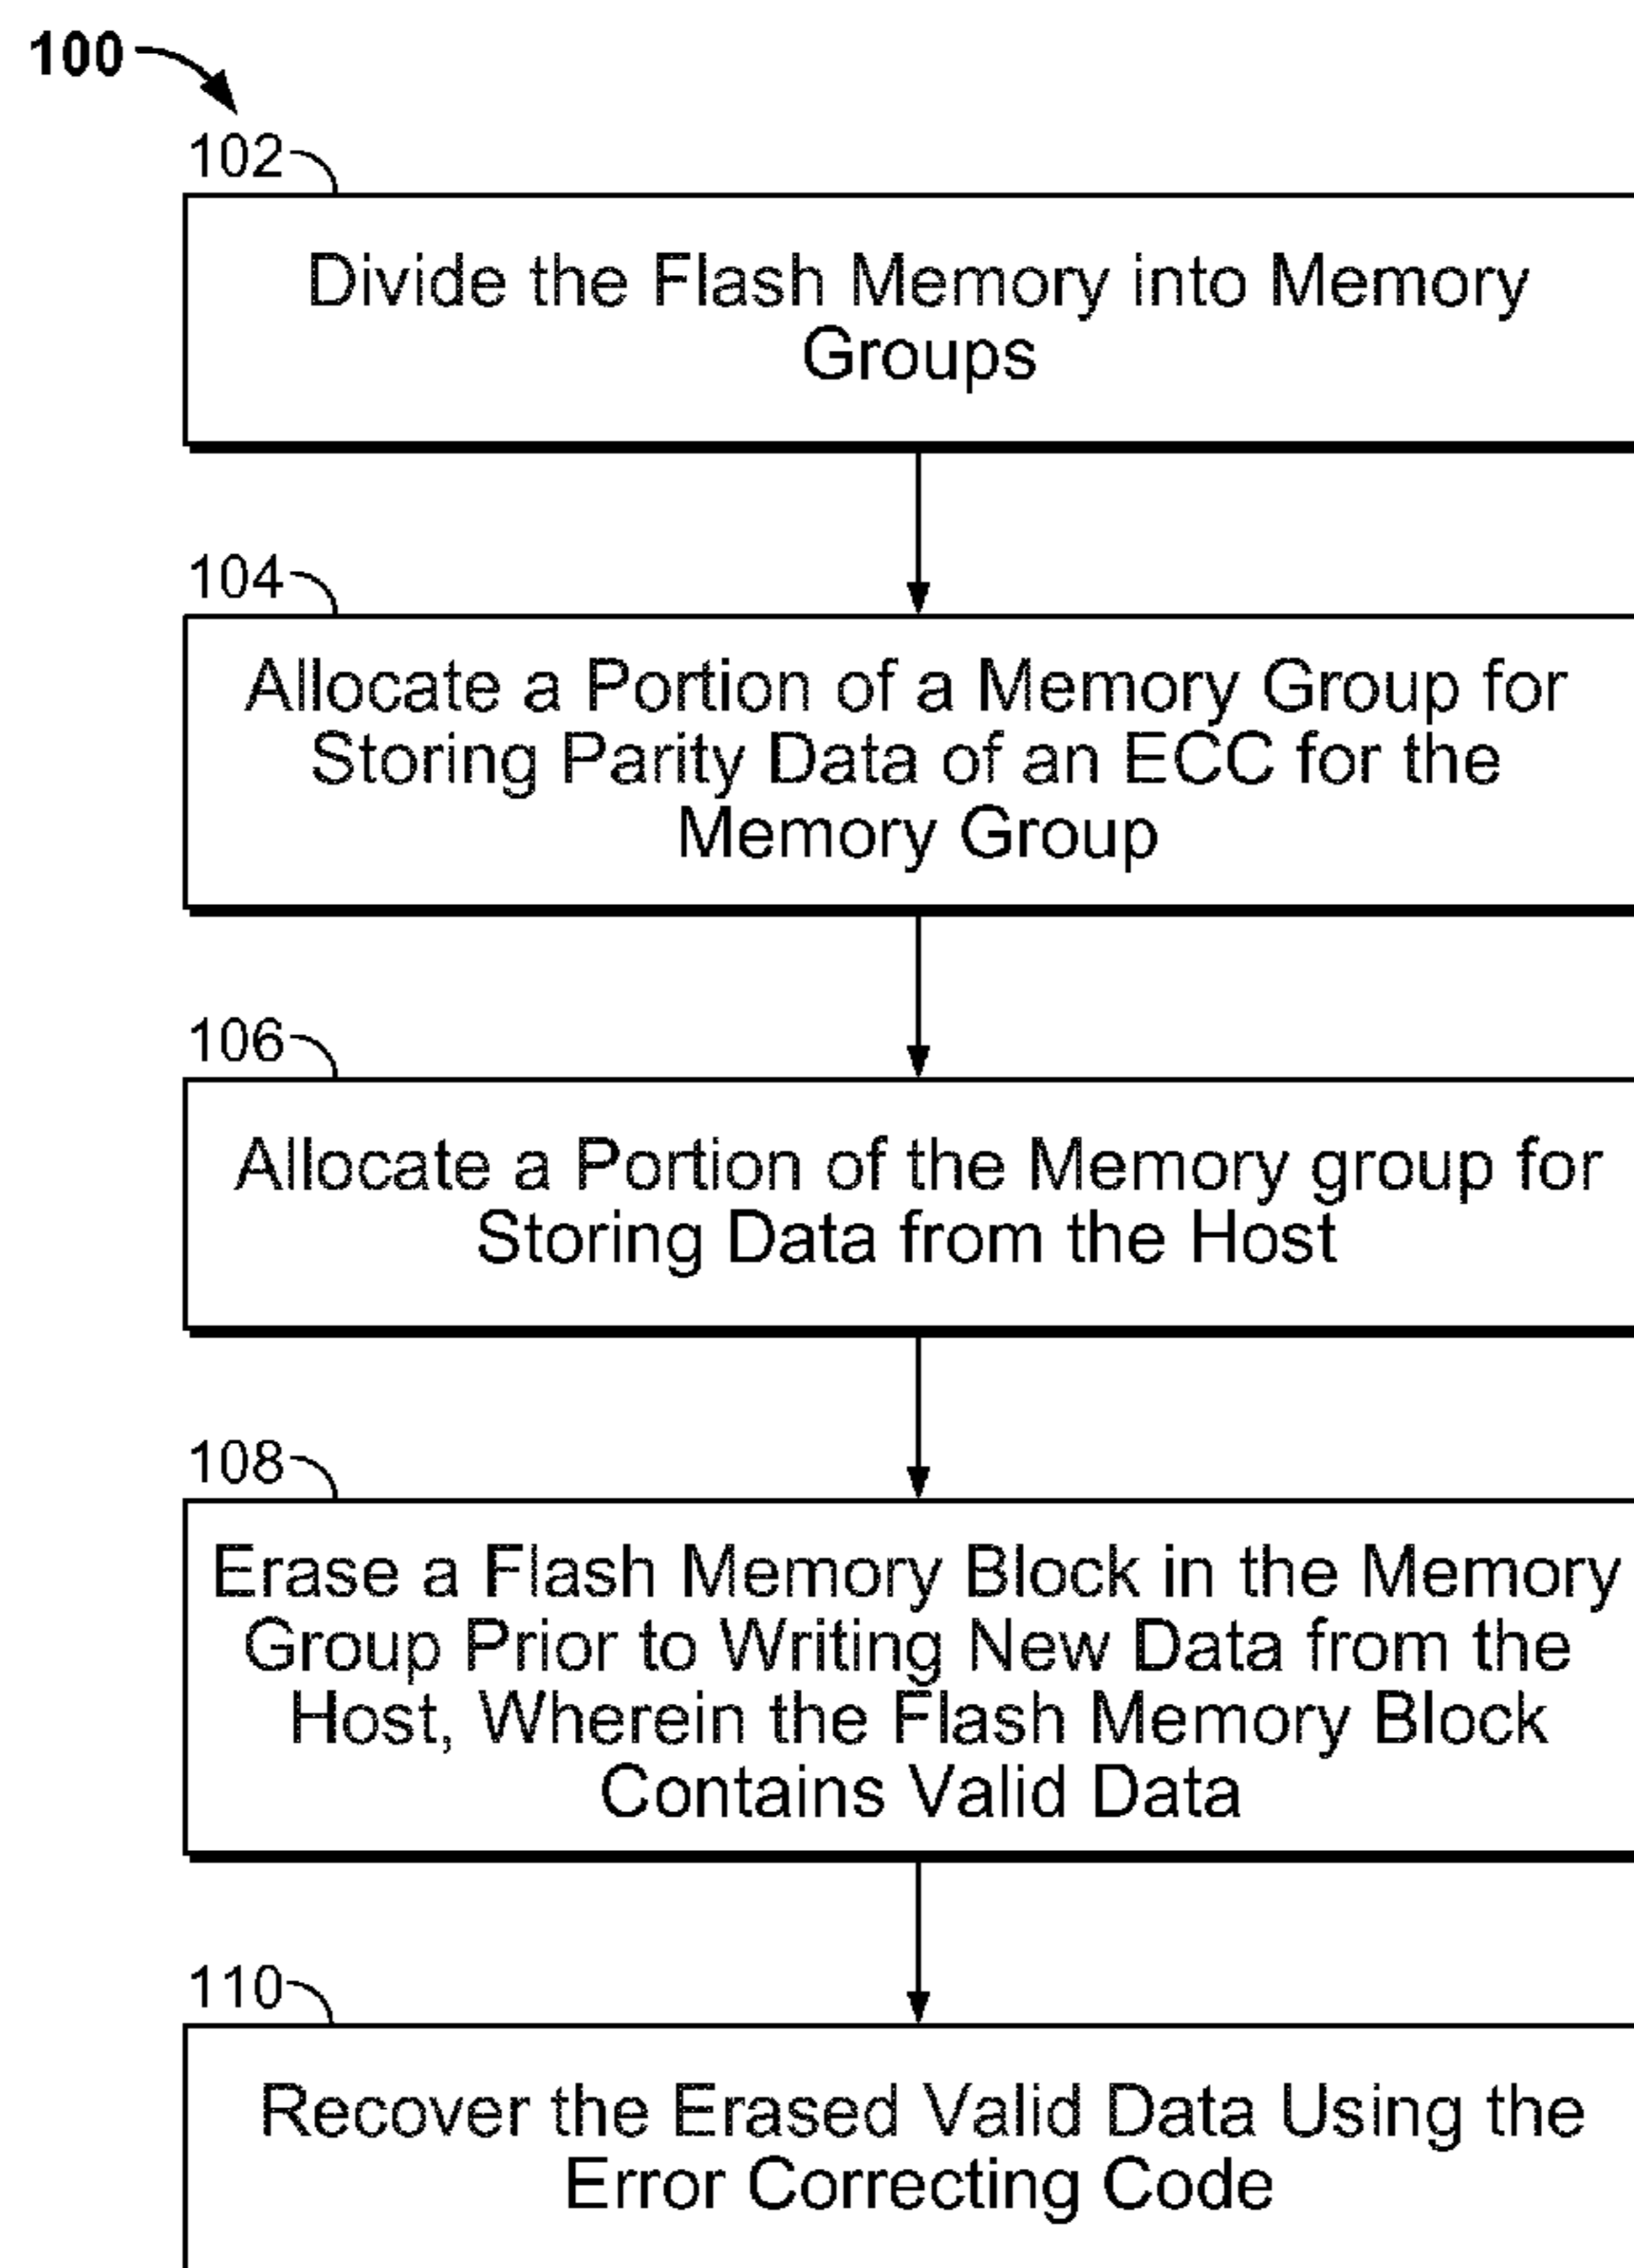 100
102
Divide the Flash Memory into Memory
Groups
104
Allocate a Portion of a Memory Group for
Storing Parity Data of an ECC for the
Memory Group
106
Allocate a Portion of the Memory group for
Storing Data from the Host
108
Erase a Flash Memory Block in the Memory
Group Prior to Writing New Data from the
Host, Wherein the Flash Memory Block
Contains Valid Data
110
Recover the Erased Valid Data Using the
Error Correcting Code